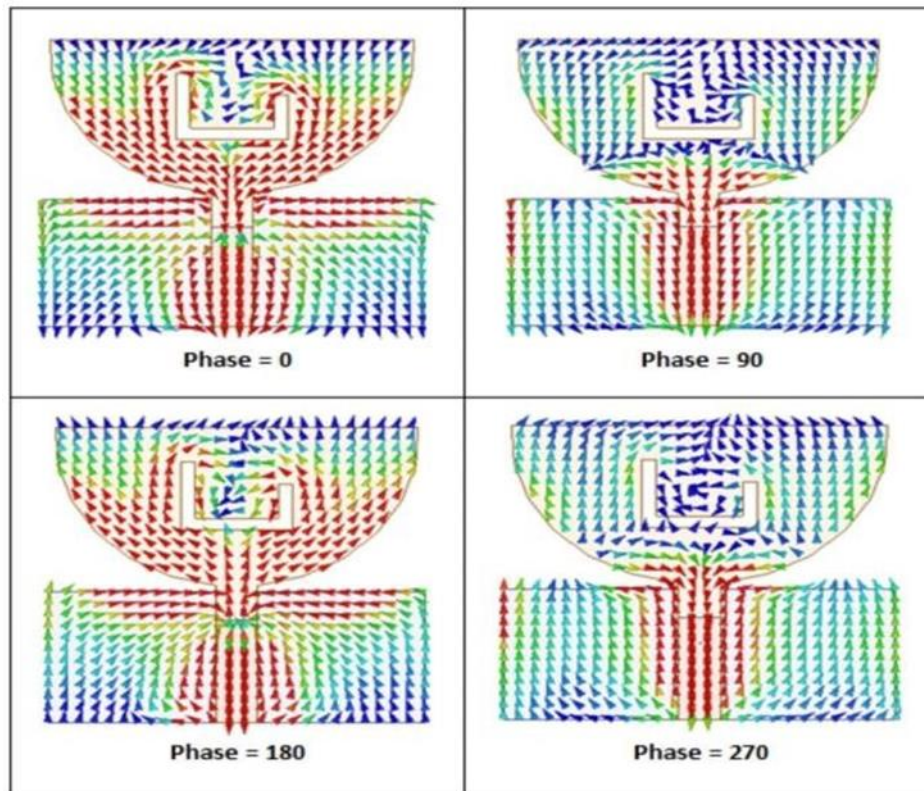 Phase = 0
Phase = 90
Phase = 180
Phase = 270